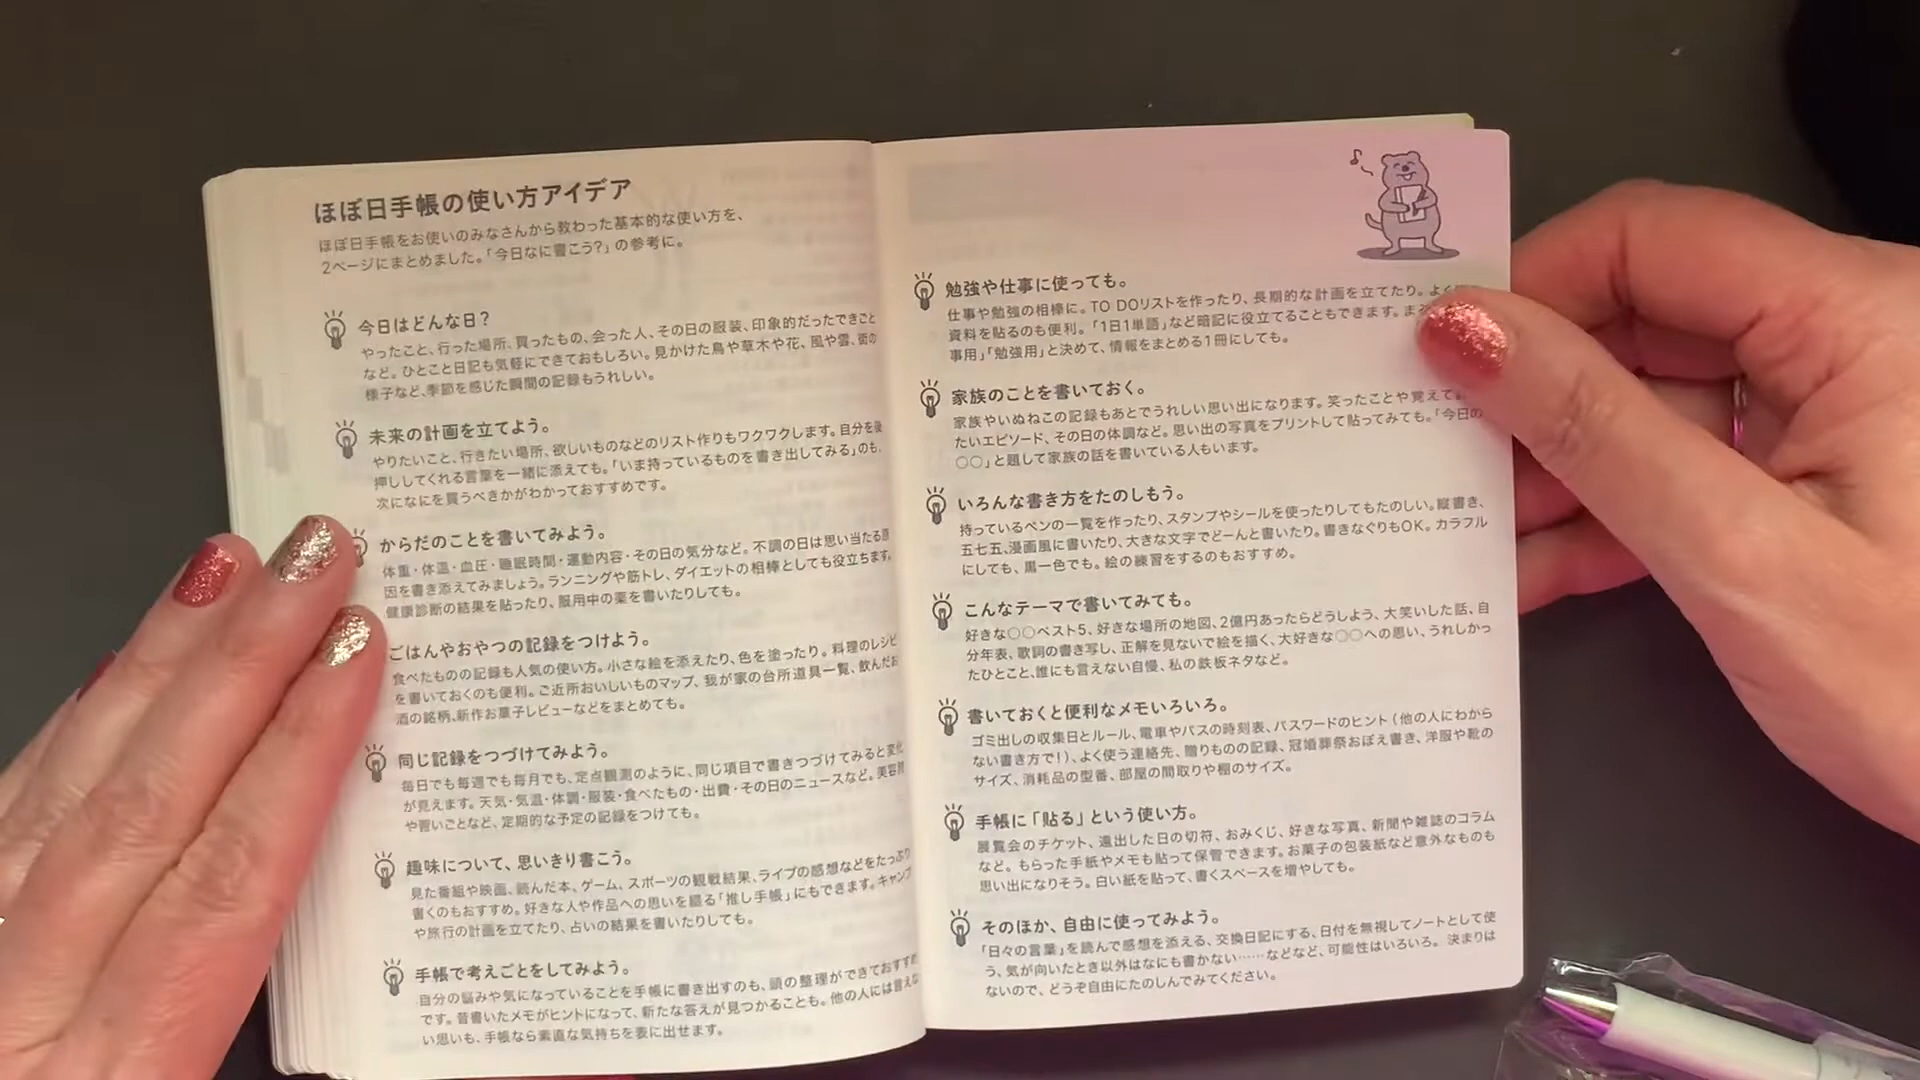 ほぼ日手帳の使い方アイデア
ほぼ日手帳をお使いのみなさんから教わった基本的な使い方を、
2ページにまとめました。「今日なに書こう?」の参考に。
今日はどんな日?
やったこと、行った場所、買ったもの、会った人、その日の服装、印象的だったできごと
など。ひとこと日記も気軽にできておもしろい。見かけた鳥や草木や花、風や雲、街の
様子など、季節を感じた瞬間の記録もうれしい。
未来の計画を立てよう。
やりたいこと、行きたい場所、欲しいものなどのリスト作りもワクワクします。自分を後
押ししてくれる言葉を一緒に添えても。「いま持っているものを書き出してみる」のも、
次になにを買うべきかがわかっておすすめです。
からだのことを書いてみよう。
体重・体温・血圧・睡眠時間・運動内容・その日の気分など。不調の日は思い当たる原
因を書き添えてみましょう。ランニングや筋トレ、ダイエットの相棒としても役立ちます。
健康診断の結果を貼ったり、服用中の薬を書いたりしても。
ごはんやおやつの記録をつけよう。
食べたものの記録も人気の使い方。小さな絵を添えたり、色を塗ったり。料理のレシピ
を書いておくのも便利。ご近所おいしいものマップ、我が家の台所道具一覧、飲んだお
酒の銘柄、新作お菓子レビューなどをまとめても。
同じ記録をつづけてみよう。
毎日でも毎週でも毎月でも、定点観測のように、同じ項目で書きつづけてみると変化
が見えます。天気・気温・体調・服装・食べたもの・出費・その日のニュースなど。美容院
や習いごとなど、定期的な予定の記録をつけても。
趣味について、思いきり書こう。
見た番組や映画、読んだ本、ゲーム、スポーツの観戦結果、ライブの感想などをたっぷり
書くのもおすすめ。好きな人や作品への思いを綴る「推し手帳」にもできます。キャンプ
や旅行の計画を立てたり、占いの結果を書いたりしても。
手帳で考えごとをしてみよう。
自分の悩みや気になっていることを手帳に書き出すのも、頭の整理ができておすすめ
です。昔書いたメモがヒントになって、新たな答えが見つかることも。他の人には言えな
い思いも、手帳なら素直な気持ちを表に出せます。
勉強や仕事に使っても。
仕事や勉強の相棒に。TO DOリストを作ったり、長期的な計画を立てたり。よく
資料を貼るのも便利。「1日1単語」など暗記に役立てることもできます。
事用」「勉強用」と決めて、情報をまとめる1冊にしても。
家族のことを書いておく。
家族やいぬねこの記録もあとでうれしい思い出になります。笑ったことや覚えて
たいエピソード、その日の体調など。思い出の写真をプリントして貼ってみても。「今日の
○○」と題して家族の話を書いている人もいます。
いろんな書き方をたのしもう。
持っているペンの一覧を作ったり、スタンプやシールを使ったりしてもたのしい。縦書き、
五七五、漫画風に書いたり、大きな文字でどーんと書いたり。書きなぐりもOK。カラフル
にしても、黒一色でも。絵の練習をするのもおすすめ。
こんなテーマで書いてみても。
好きな○○ベスト5、好きな場所の地図、2億円あったらどうしよう、大笑いした話、自
分年表、歌詞の書き写し、正解を見ないで絵を描く、大好きな○○への思い、うれしかっ
たひとこと、誰にも言えない自慢、私の鉄板ネタなど。
書いておくと便利なメモいろいろ。
ゴミ出しの収集日とルール、電車やバスの時刻表、パスワードのヒント(他の人にわから
ない書き方で!)、よく使う連絡先、贈りものの記録、冠婚葬祭おぼえ書き、洋服や靴の
サイズ、消耗品の型番、部屋の間取りや棚のサイズ。
手帳に「貼る」という使い方。
展覧会のチケット、遠出した日の切符、おみくじ、好きな写真、新聞や雑誌のコラム
など。もらった手紙やメモも貼って保管できます。お菓子の包装紙など意外なものも
思い出になりそう。白い紙を貼って、書くスペースを増やしても。
そのほか、自由に使ってみよう。
「日々の言葉」を読んで感想を添える、交換日記にする、日付を無視してノートとして使
う、気が向いたとき以外はなにも書かない……などなど、可能性はいろいろ。決まりは
ないので、どうぞ自由にたのしんでみてください。